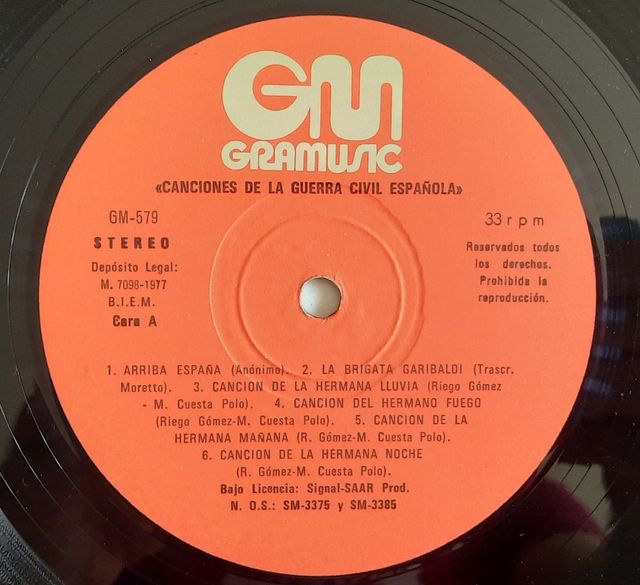 GM
GRAMUSIC
«CANCIONES DE LA GUERRA CIVIL ESPAÑOLA»
GM-579
STEREO
Depósito Legal:
M. 7098-1977
B.I.E.M.
Cara A
33 rpm
Reservados todos
los derechos.
Prohibida la
reproducción.
1. ARRIBA ESPAÑA (Anónimo). 2. LA BRIGATA GARIBALDI (Trascr.
Moretto). 3. CANCION DE LA HERMANA LLUVIA (Riego Gómez
- M. Cuesta Polo). 4. CANCION DEL HERMANO FUEGO
(Riego Gómez-M. Cuesta Polo). 5. CANCION DE LA
HERMANA MAÑANA (R. Gómez-M. Cuesta Polo).
6. CANCION DE LA HERMANA NOCHE
(R. Gómez-M. Cuesta Polo).
Bajo Licencia: Signal-SAAR Prod.
N. O.S.: SM-3375 y SM-3385